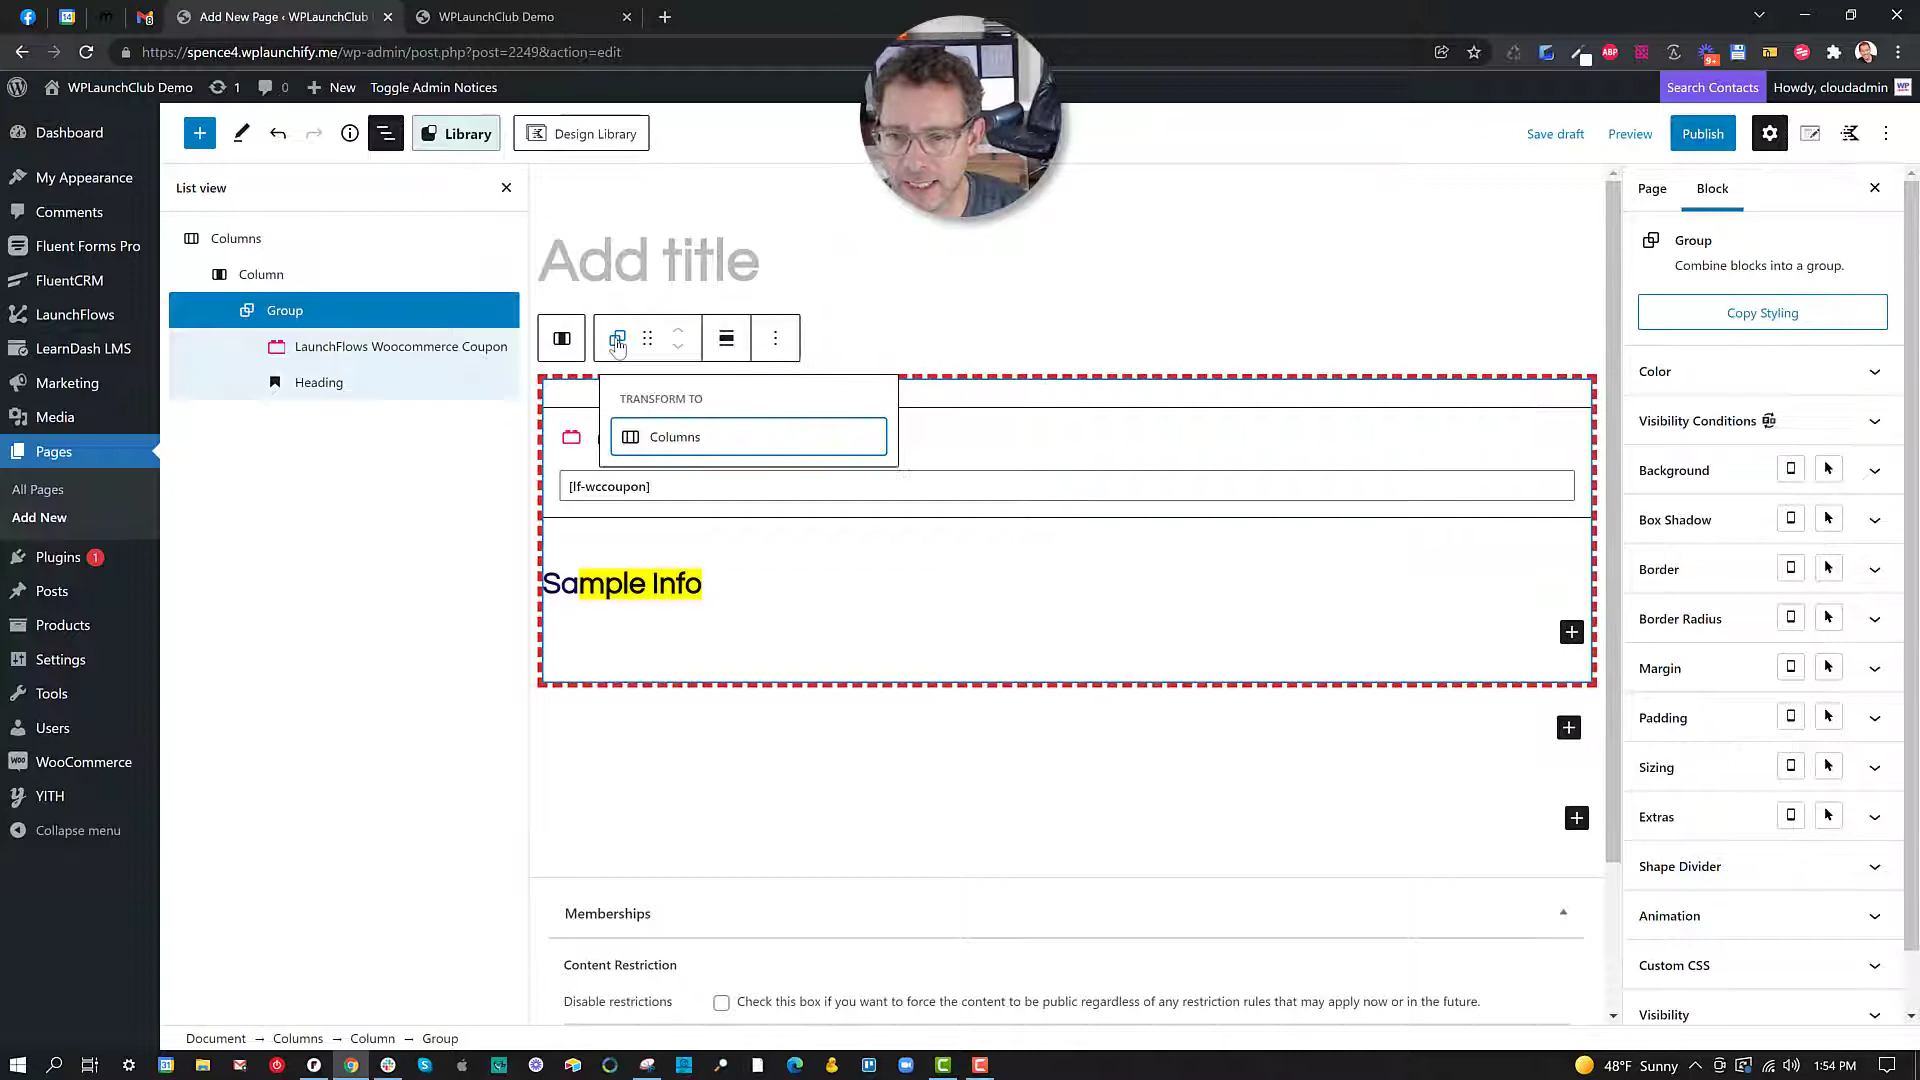 Add New Page ‹ WPLaunchClub
WPLaunchClub Demo
https://spence4.wplaunchify.me/wp-admin/post.php?post=2249&action=edit
ABP
9+
WPLaunchClub Demo
1
0
New
Toggle Admin Notices
Search Contacts
Howdy, cloudadmin
Dashboard
My Appearance
Comments
Fluent Forms Pro
FluentCRM
LaunchFlows
LearnDash LMS
Marketing
Media
Pages
All Pages
Add New
Plugins 1
Posts
Products
Settings
Tools
Users
WooCommerce
YITH
Collapse menu
Library
Design Library
Save draft
Preview
Publish
List view
Columns
Column
Group
LaunchFlows Woocommerce Coupon
Heading
Add title
TRANSFORM TO
Columns
[lf-wccoupon]
Sample Info
Memberships
Content Restriction
Disable restrictions
Check this box if you want to force the content to be public regardless of any restriction rules that may apply now or in the future.
Document → Columns → Column → Group
Page
Block
Group
Combine blocks into a group.
Copy Styling
Color
Visibility Conditions
Background
Box Shadow
Border
Border Radius
Margin
Padding
Sizing
Extras
Shape Divider
Animation
Custom CSS
Visibility
48°F Sunny
1:54 PM